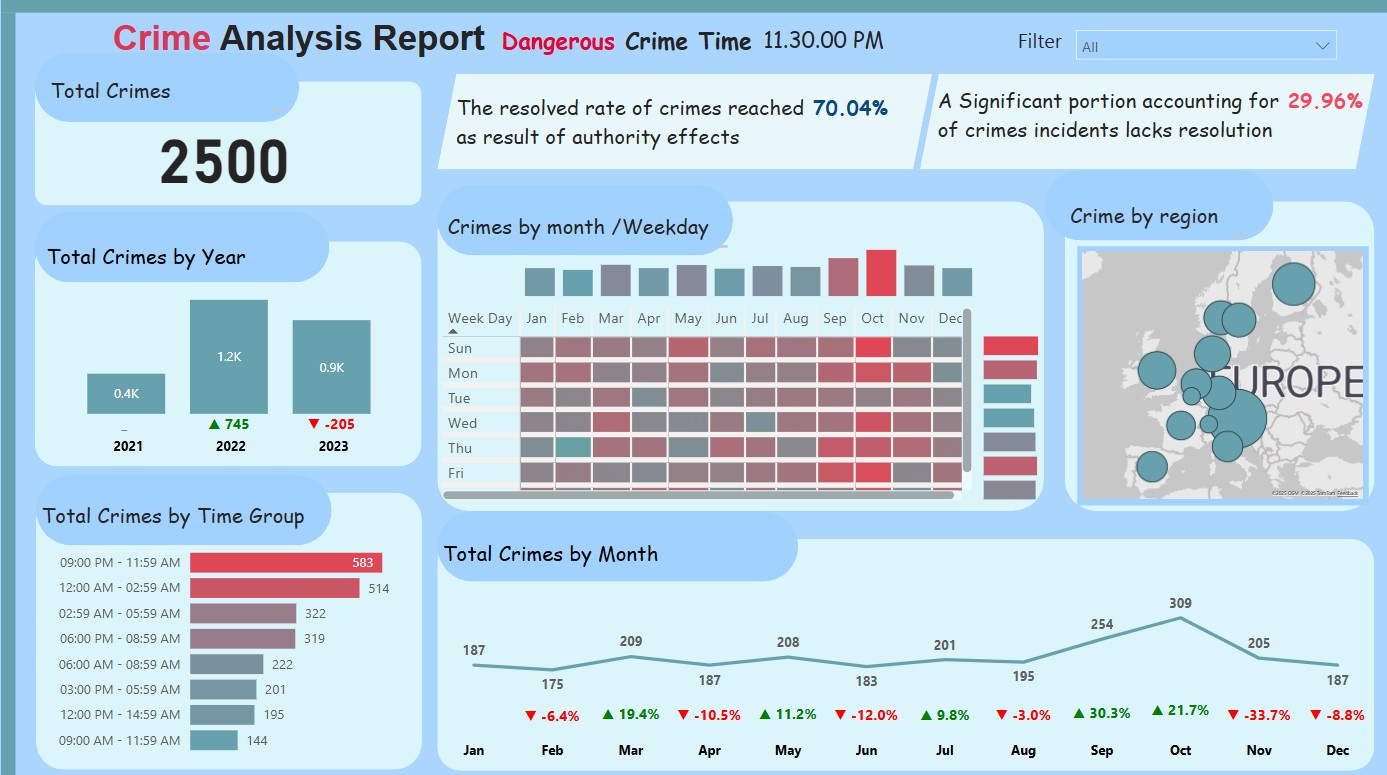 Crime Analysis Report Dangerous Crime Time 11.30.00 PM
Filter All
Total Crimes
2500
The resolved rate of crimes reached 70.04%
as result of authority effects
A Significant portion accounting for 29.96%
of crimes incidents lacks resolution
Total Crimes by Year
0.4K 1.2K 0.9K
_ ▲ 745 ▼ -205
2021 2022 2023
Crimes by month /Weekday
Week Day Jan Feb Mar Apr May Jun Jul Aug Sep Oct Nov Dec
Sun
Mon
Tue
Wed
Thu
Fri
Crime by region
EUROPE
Total Crimes by Time Group
09:00 PM - 11:59 AM 583
12:00 AM - 02:59 AM 514
02:59 AM - 05:59 AM 322
06:00 PM - 08:59 AM 319
06:00 AM - 08:59 AM 222
03:00 PM - 05:59 AM 201
12:00 PM - 14:59 AM 195
09:00 AM - 11:59 AM 144
Total Crimes by Month
187 175 209 187 208 183 201 195 254 309 205 187
▼ -6.4% ▲ 19.4% ▼ -10.5% ▲ 11.2% ▼ -12.0% ▲ 9.8% ▼ -3.0% ▲ 30.3% ▲ 21.7% ▼ -33.7% ▼ -8.8%
Jan Feb Mar Apr May Jun Jul Aug Sep Oct Nov Dec